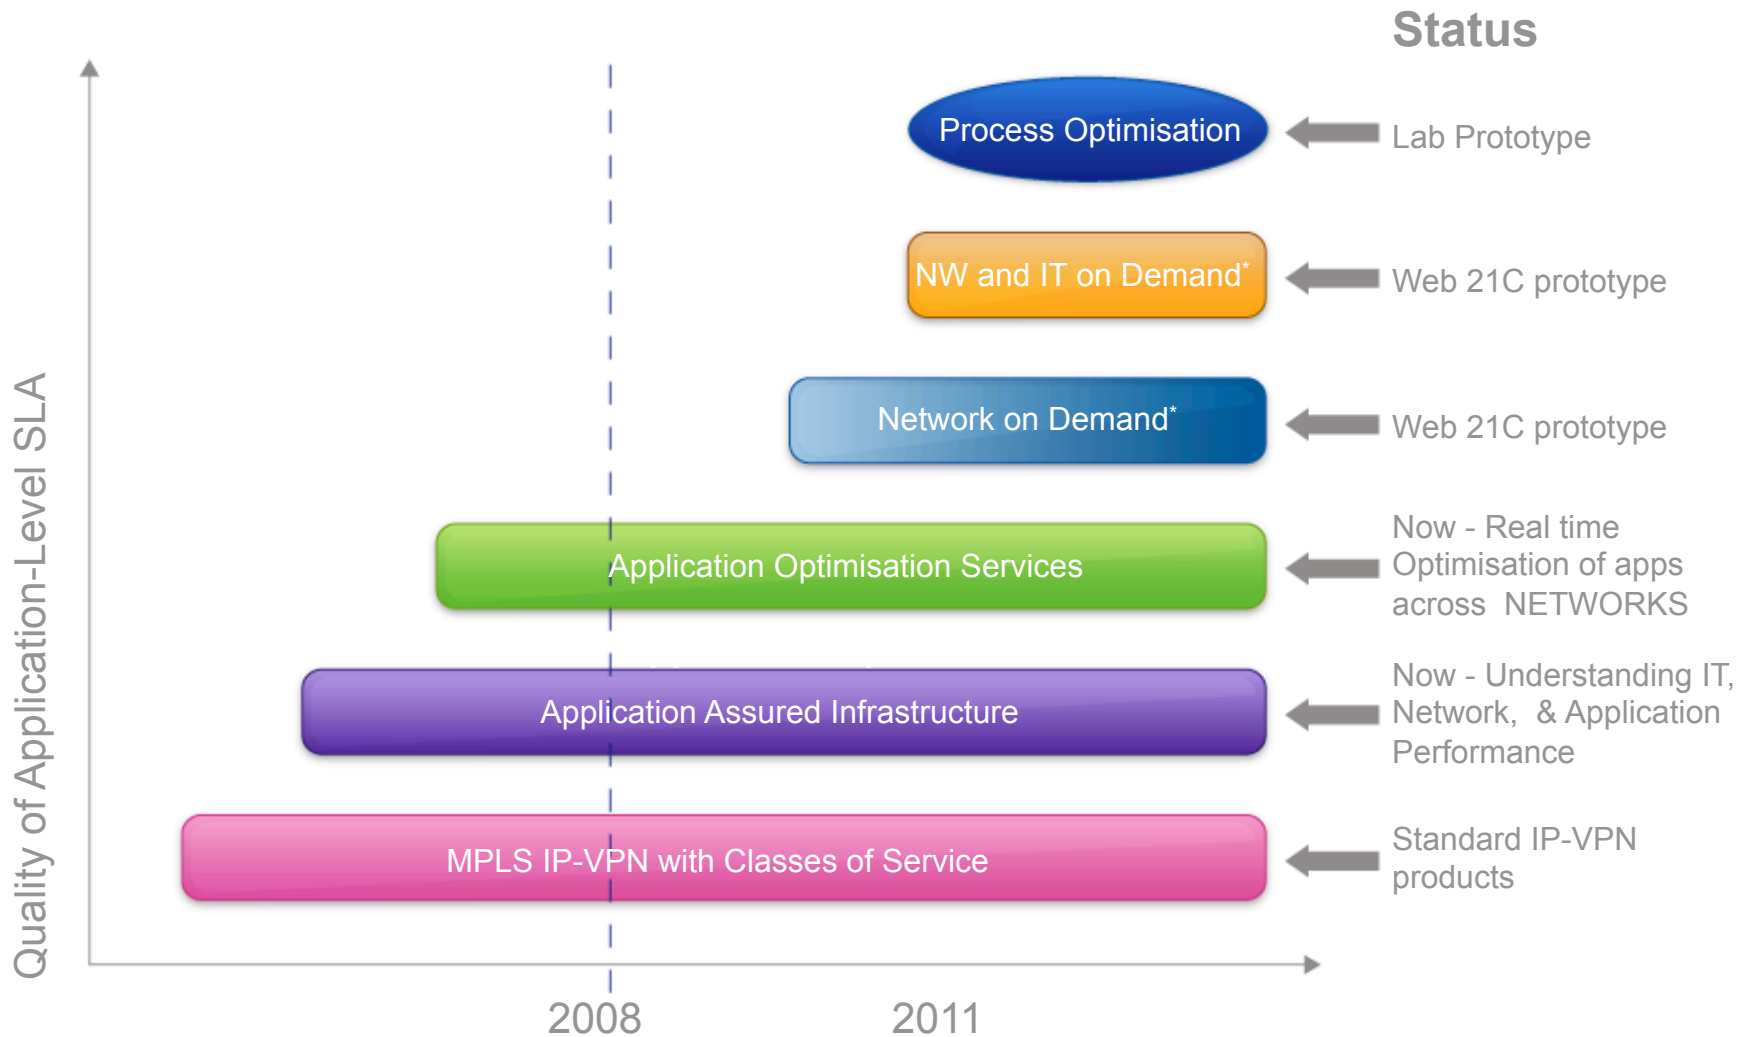 Status
Process Optimisation
Lab Prototype
NW and IT on Demand*
Web 21C prototype
Network on Demand*
Web 21C prototype
Application Optimisation Services
Now - Real time
Optimisation of apps
across NETWORKS
Application Assured Infrastructure
Now - Understanding IT,
Network, & Application
Performance
MPLS IP-VPN with Classes of Service
Standard IP-VPN
products
Quality of Application-Level SLA
2008
2011